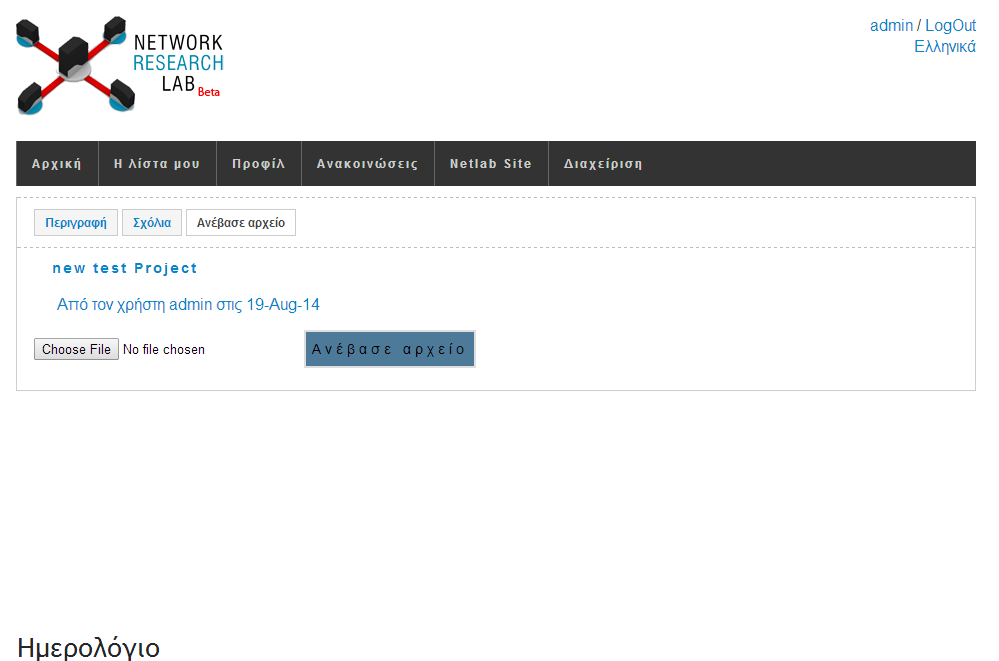 NETWORK
RESEARCH
LAB Beta
admin / LogOut
Ελληνικά
Αρχική Η λίστα μου Προφίλ Ανακοινώσεις Netlab Site Διαχείριση
Περιγραφή Σχόλια Ανέβασε αρχείο
new test Project
Από τον χρήστη admin στις 19-Aug-14
Choose File No file chosen Ανέβασε αρχείο
Ημερολόγιο